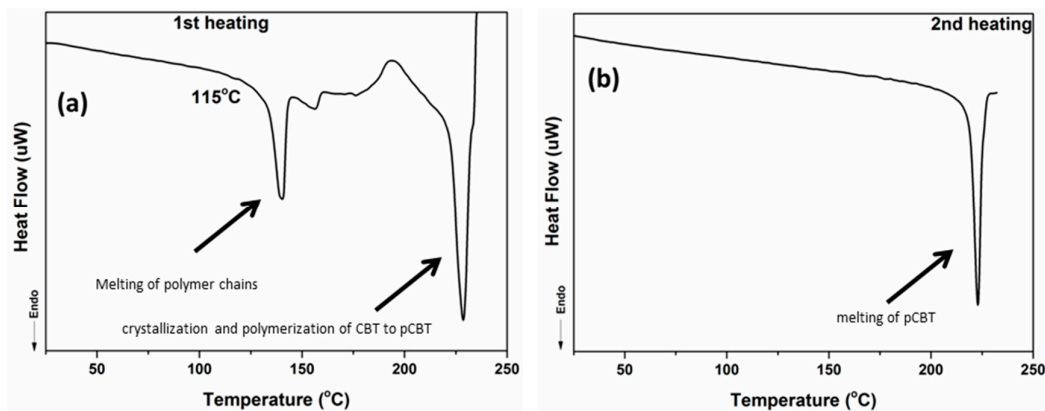 1st heating
(a)
115°C
Melting of polymer chains
crystallization and polymerization of CBT to pCBT
Heat Flow (uW)
Endo
50
100
150
200
250
Temperature (°C)
2nd heating
(b)
melting of pCBT
Heat Flow (uW)
Endo
50
100
150
200
250
Temperature (°C)